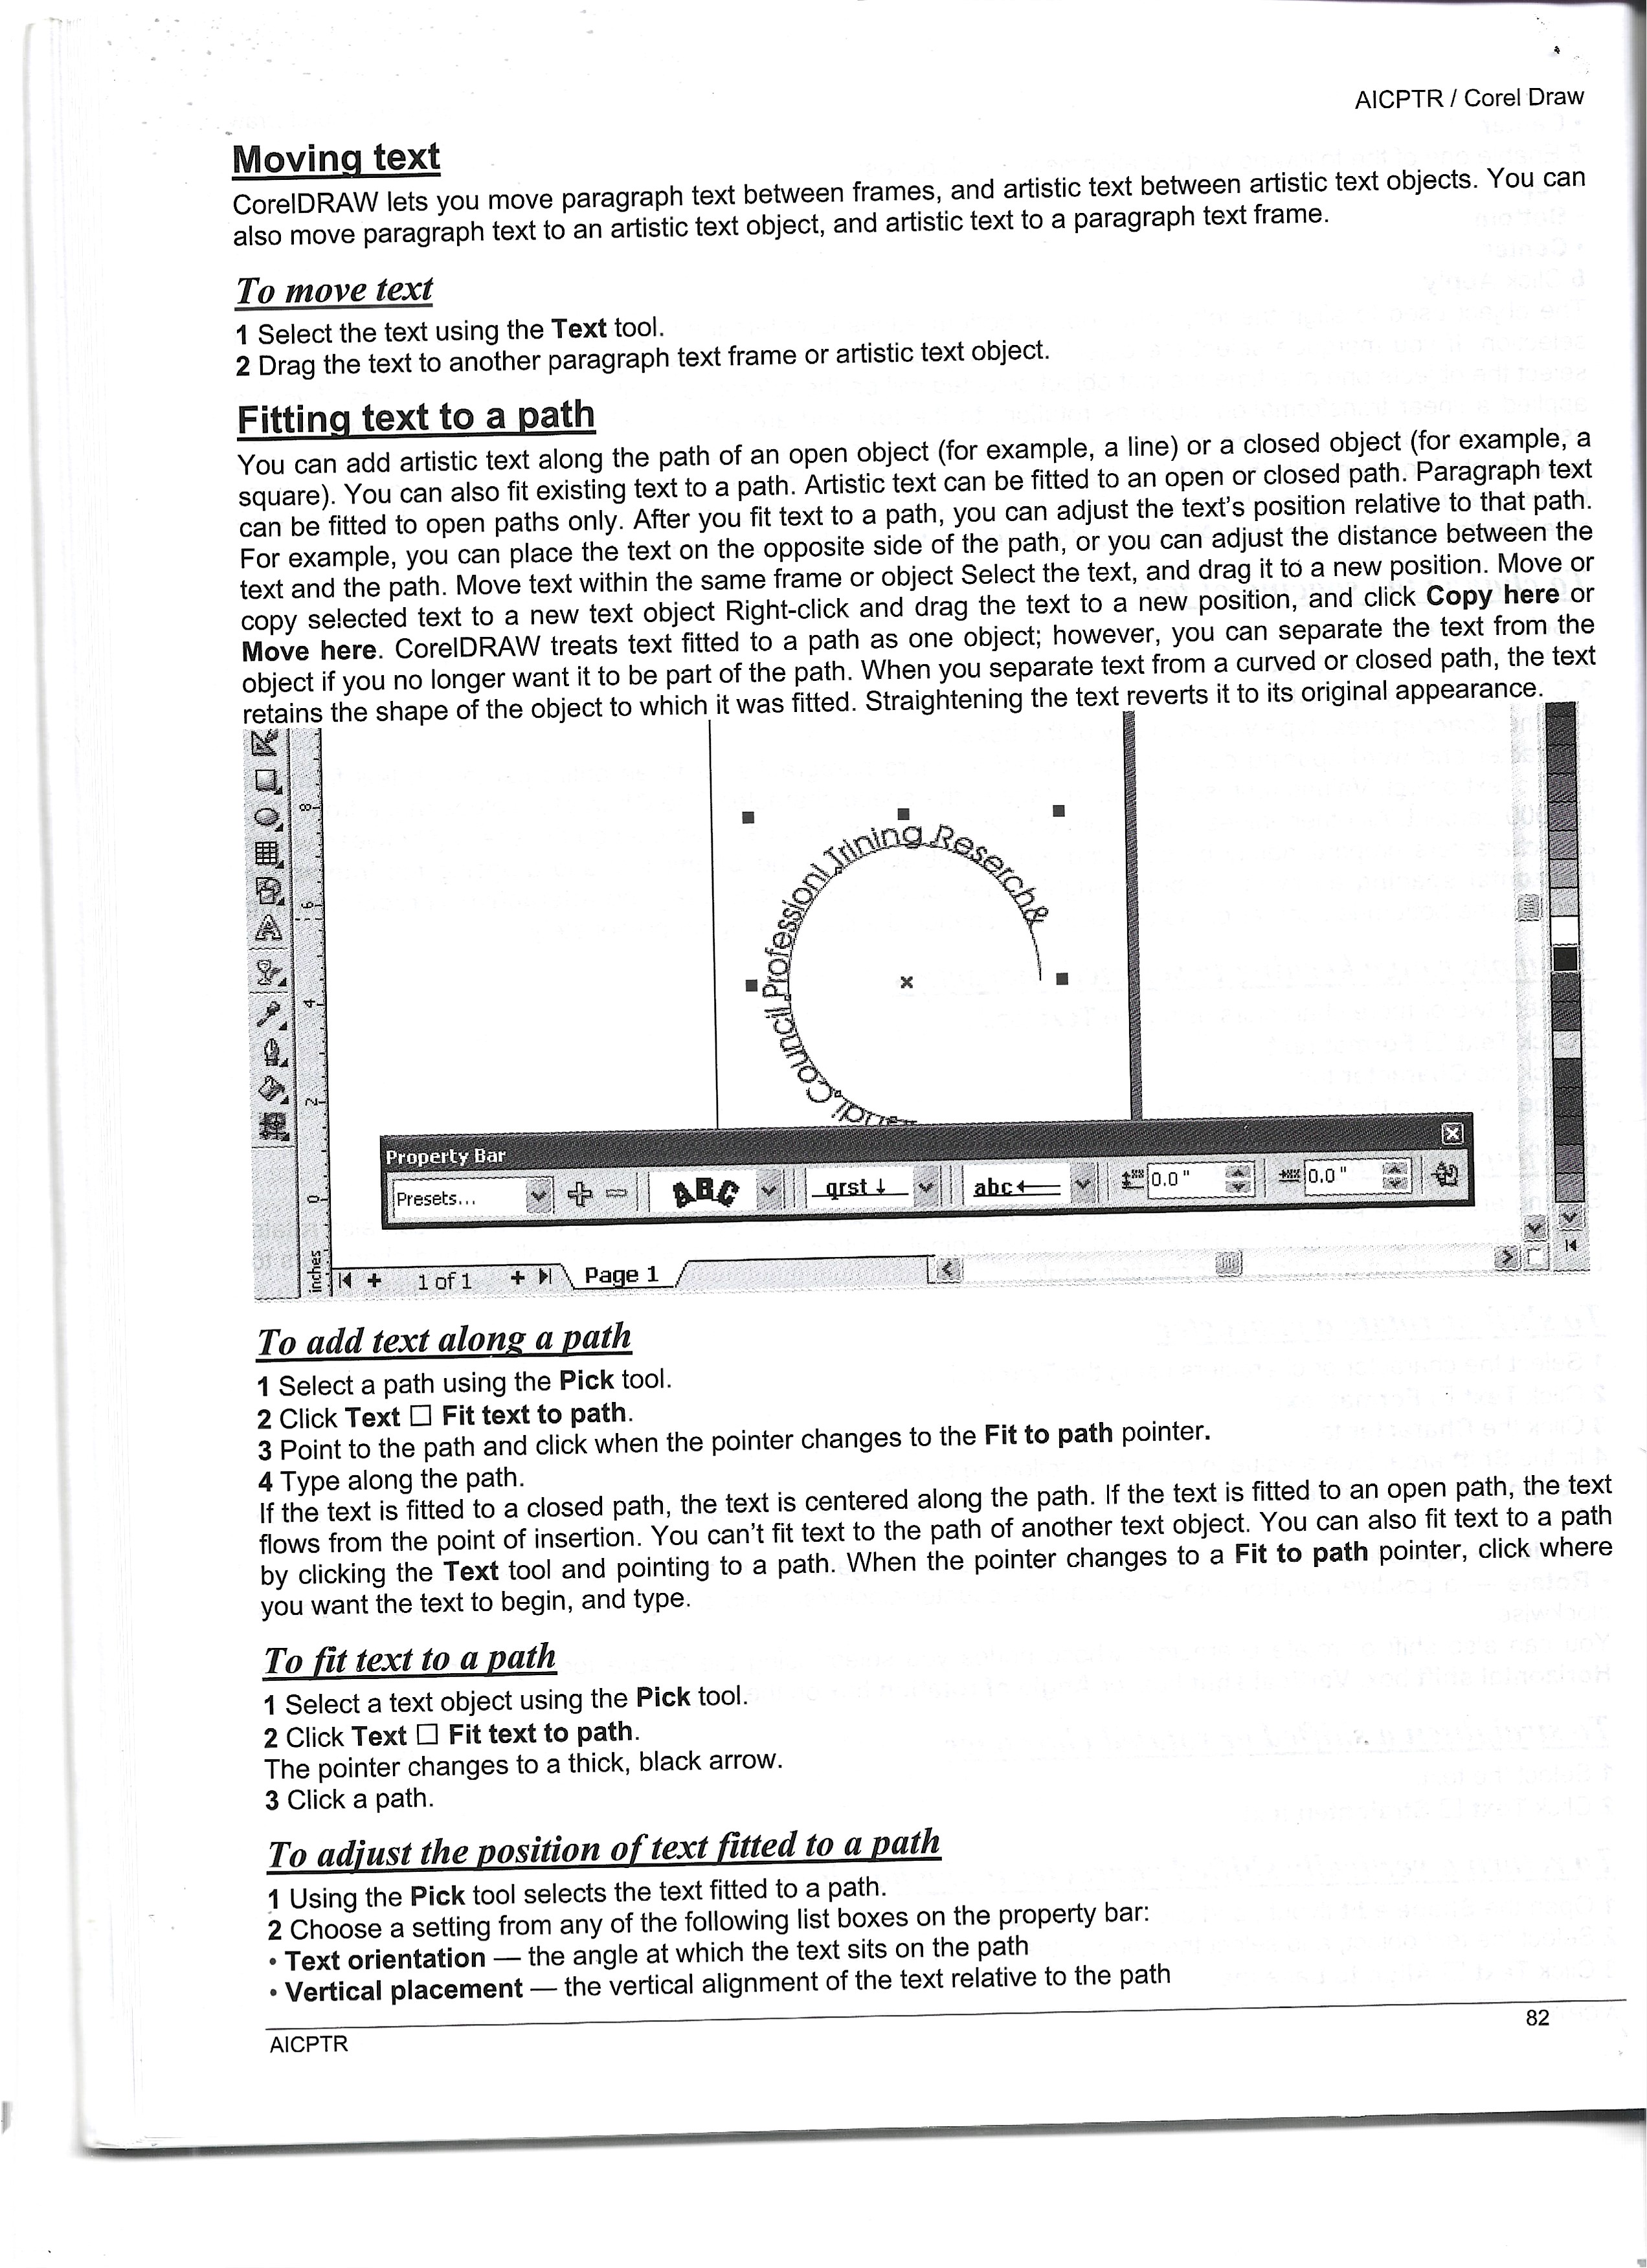 AICPTR / Corel Draw
Moving text
CorelDRAW lets you move paragraph text between frames, and artistic text between artistic text objects. You can
also move paragraph text to an artistic text object, and artistic text to a paragraph text frame.
To move text
1 Select the text using the Text tool.
2 Drag the text to another paragraph text frame or artistic text object.
Fitting text to a path
You can add artistic text along the path of an open object (for example, a line) or a closed object (for example, a
square). You can also fit existing text to a path. Artistic text can be fitted to an open or closed path. Paragraph text
can be fitted to open paths only. After you fit text to a path, you can adjust the text's position relative to that path.
For example, you can place the text on the opposite side of the path, or you can adjust the distance between the
text and the path. Move text within the same frame or object Select the text, and drag it to a new position. Move or
copy selected text to a new text object Right-click and drag the text to a new position, and click Copy here or
Move here. CorelDRAW treats text fitted to a path as one object; however, you can separate the text from the
object if you no longer want it to be part of the path. When you separate text from a curved or closed path, the text
retains the shape of the object to which it was fitted. Straightening the text reverts it to its original appearance.
8
6
4
2
0
inches
Council Professionl Trining Reserch&
Property Bar
Presets...
ABC
qrst
abc
0.0 "
0.0 "
1 of 1
Page 1
To add text along a path
1 Select a path using the Pick tool.
2 Click Text □ Fit text to path.
3 Point to the path and click when the pointer changes to the Fit to path pointer.
4 Type along the path.
If the text is fitted to a closed path, the text is centered along the path. If the text is fitted to an open path, the text
flows from the point of insertion. You can't fit text to the path of another text object. You can also fit text to a path
by clicking the Text tool and pointing to a path. When the pointer changes to a Fit to path pointer, click where
you want the text to begin, and type.
To fit text to a path
1 Select a text object using the Pick tool.
2 Click Text □ Fit text to path.
The pointer changes to a thick, black arrow.
3 Click a path.
To adjust the position of text fitted to a path
1 Using the Pick tool selects the text fitted to a path.
2 Choose a setting from any of the following list boxes on the property bar:
• Text orientation — the angle at which the text sits on the path
• Vertical placement — the vertical alignment of the text relative to the path
82
AICPTR